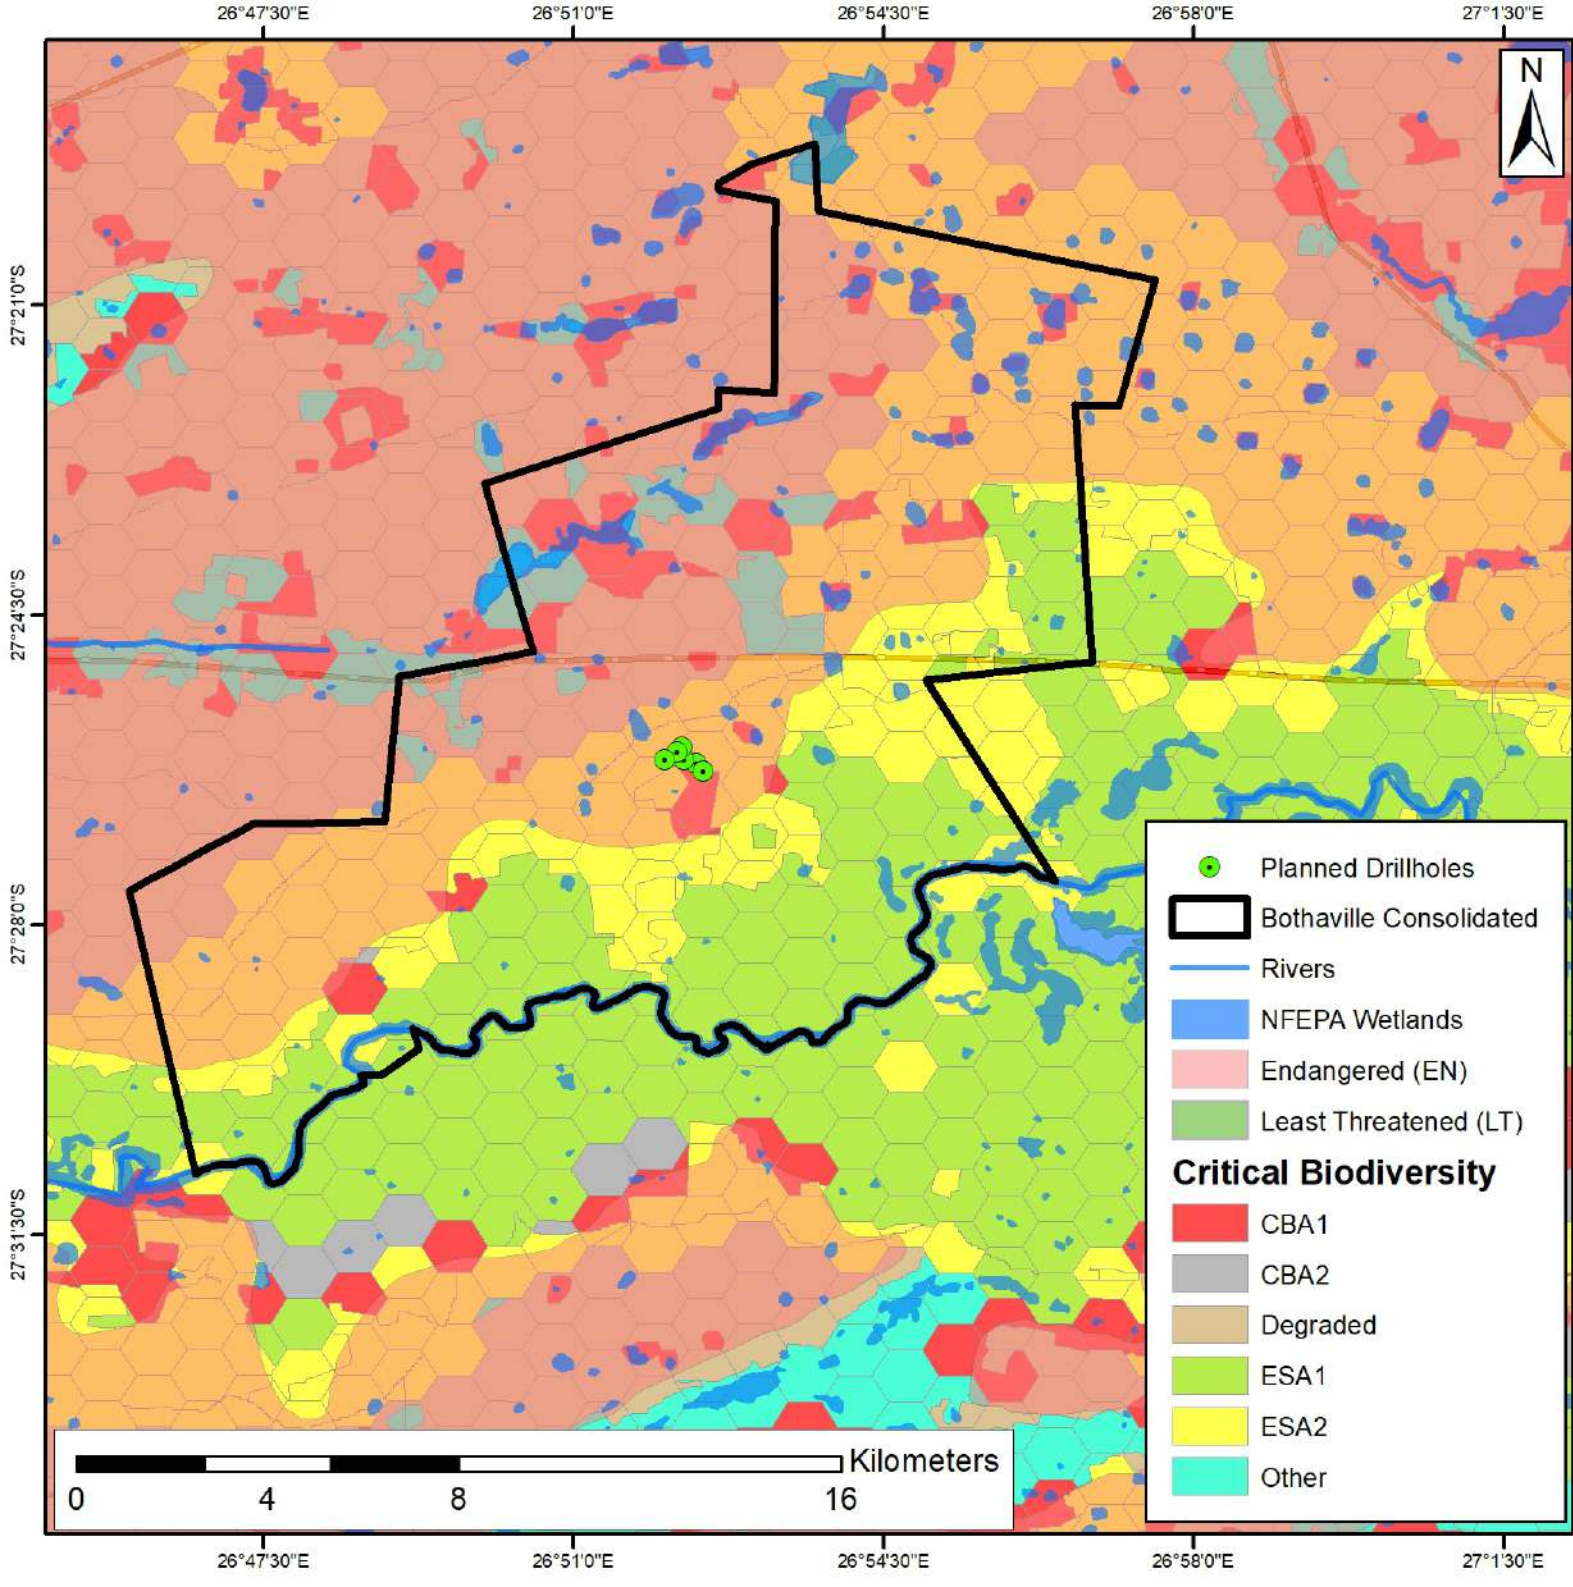 26°47'30"E 26°51'0"E 26°54'30"E 26°58'0"E 27°1'30"E
N
27°21'0"S
27°24'30"S
27°28'0"S
27°31'30"S
Planned Drillholes
Bothaville Consolidated
Rivers
NFEPA Wetlands
Endangered (EN)
Least Threatened (LT)
Critical Biodiversity
CBA1
CBA2
Degraded
ESA1
ESA2
Other
Kilometers
0 4 8 16
26°47'30"E 26°51'0"E 26°54'30"E 26°58'0"E 27°1'30"E